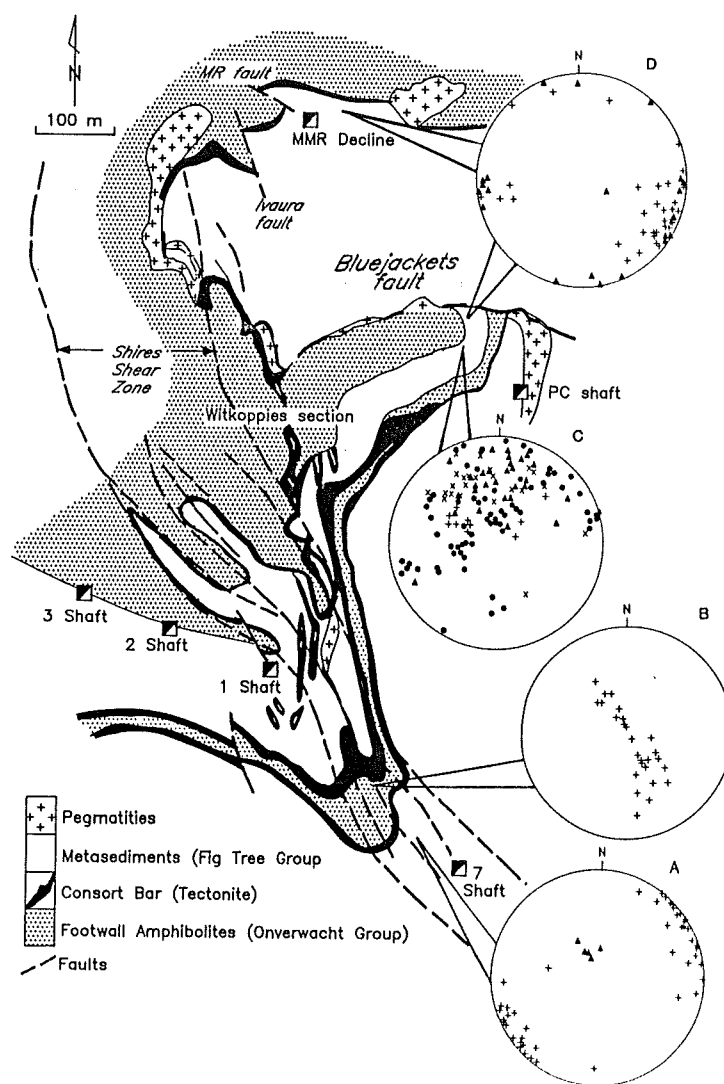 N
100 m
MR fault
MMR Decline
Ivaura
fault
N
D
Bluejackets
fault
Shires
Shear
Zone
PC shaft
Witkoppies section
N
C
3 Shaft
2 Shaft
1 Shaft
N
B
7
Shaft
N
A
Pegmatities
Metasediments (Fig Tree Group
Consort Bar (Tectonite)
Footwall Amphibolites (Onverwacht Group)
Faults